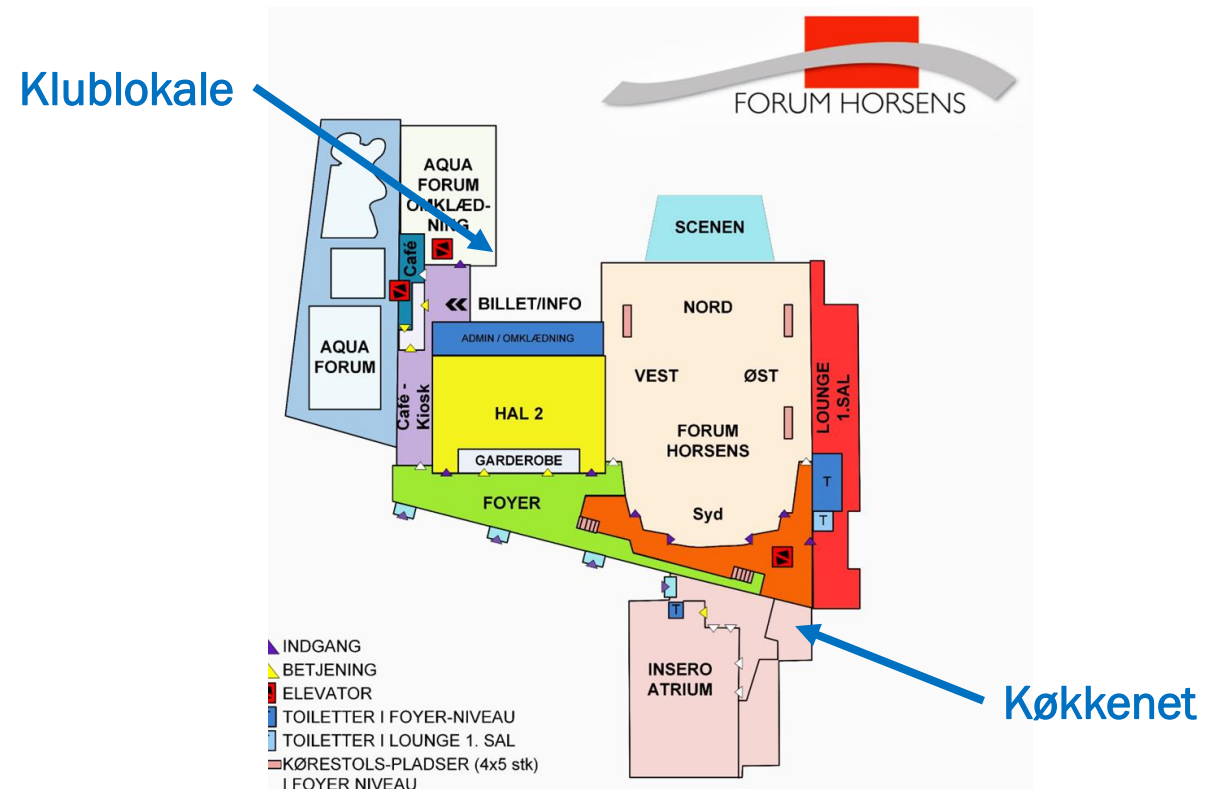 FORUM HORSENS
Klublokale
AQUA
FORUM
OMKLÆD-
NING
Café
SCENEN
BILLET/INFO
NORD
ADMIN / OMKLÆDNING
AQUA
FORUM
VEST
ØST
LOUNGE
1.SAL
Café -
Kiosk
HAL 2
FORUM
HORSENS
GARDEROBE
T
FOYER
Syd
T
T
INSERO
ATRIUM
Køkkenet
INDGANG
BETJENING
ELEVATOR
TOILETTER I FOYER-NIVEAU
TOILETTER I LOUNGE 1. SAL
KØRESTOLS-PLADSER (4x5 stk)
I FOYER NIVEAU